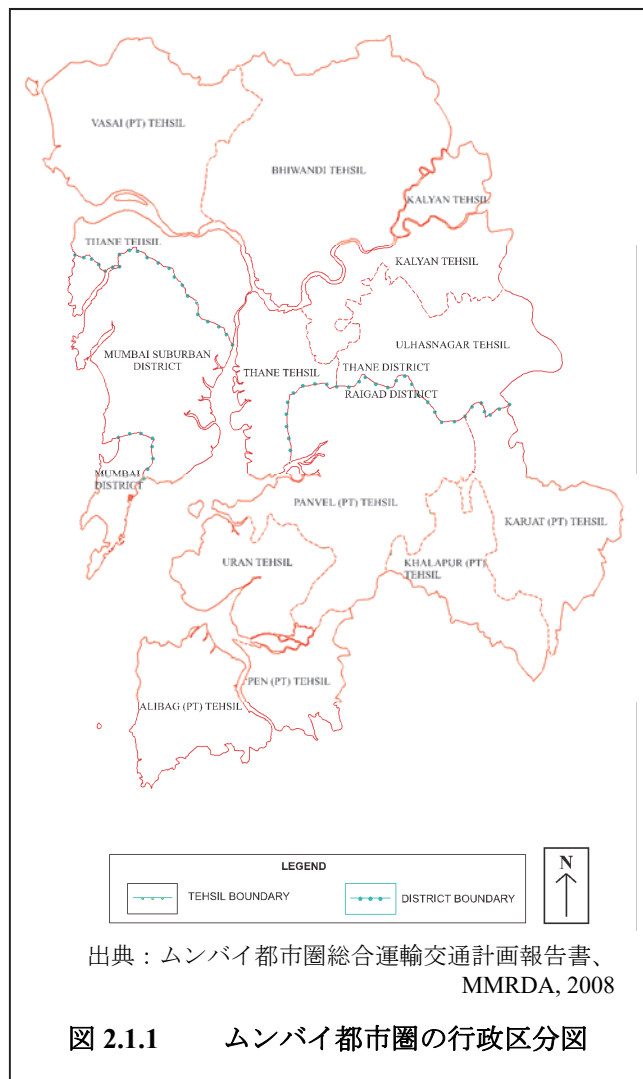 VASAI (PT) TEHSIL
BHIWANDI TEHSIL
KALYAN TEHSIL
THANE TEHSIL
KALYAN TEHSIL
ULHASNAGAR TEHSIL
MUMBAI SUBURBAN
DISTRICT
THANE TEHSIL
THANE DISTRICT
RAIGAD DISTRICT
MUMBAI
DISTRICT
PANVEL (PT) TEHSIL
KARJAT (PT) TEHSIL
URAN TEHSIL
KHALAPUR (PT)
TEHSIL
PEN (PT) TEHSIL
ALIBAG (PT) TEHSIL
LEGEND
TEHSIL BOUNDARY
DISTRICT BOUNDARY
N
出典：ムンバイ都市圏総合運輸交通計画報告書、
MMRDA, 2008
図 2.1.1 ムンバイ都市圏の行政区分図